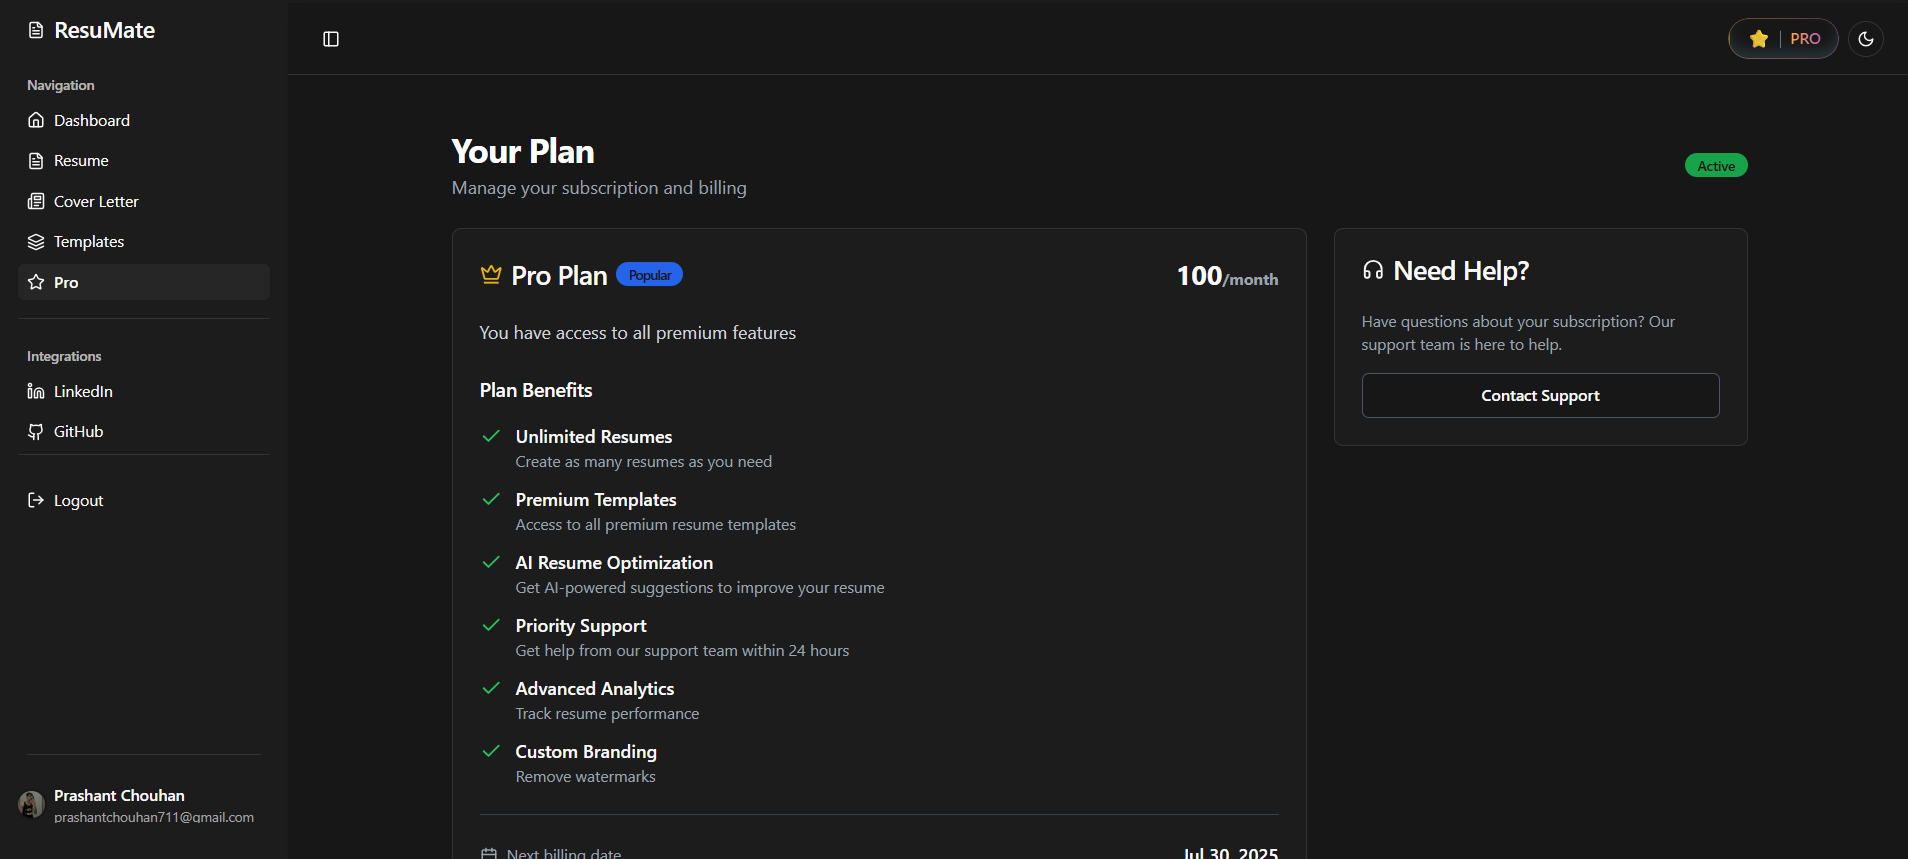 ResuMate
Navigation
Dashboard
Resume
Cover Letter
Templates
Pro
Integrations
LinkedIn
GitHub
Logout
Prashant Chouhan
prashantchouhan711@gmail.com
PRO
Your Plan
Manage your subscription and billing
Active
Pro Plan Popular 100/month
You have access to all premium features
Plan Benefits
Unlimited Resumes
Create as many resumes as you need
Premium Templates
Access to all premium resume templates
AI Resume Optimization
Get AI-powered suggestions to improve your resume
Priority Support
Get help from our support team within 24 hours
Advanced Analytics
Track resume performance
Custom Branding
Remove watermarks
Next billing date Jul 30, 2025
Need Help?
Have questions about your subscription? Our
support team is here to help.
Contact Support